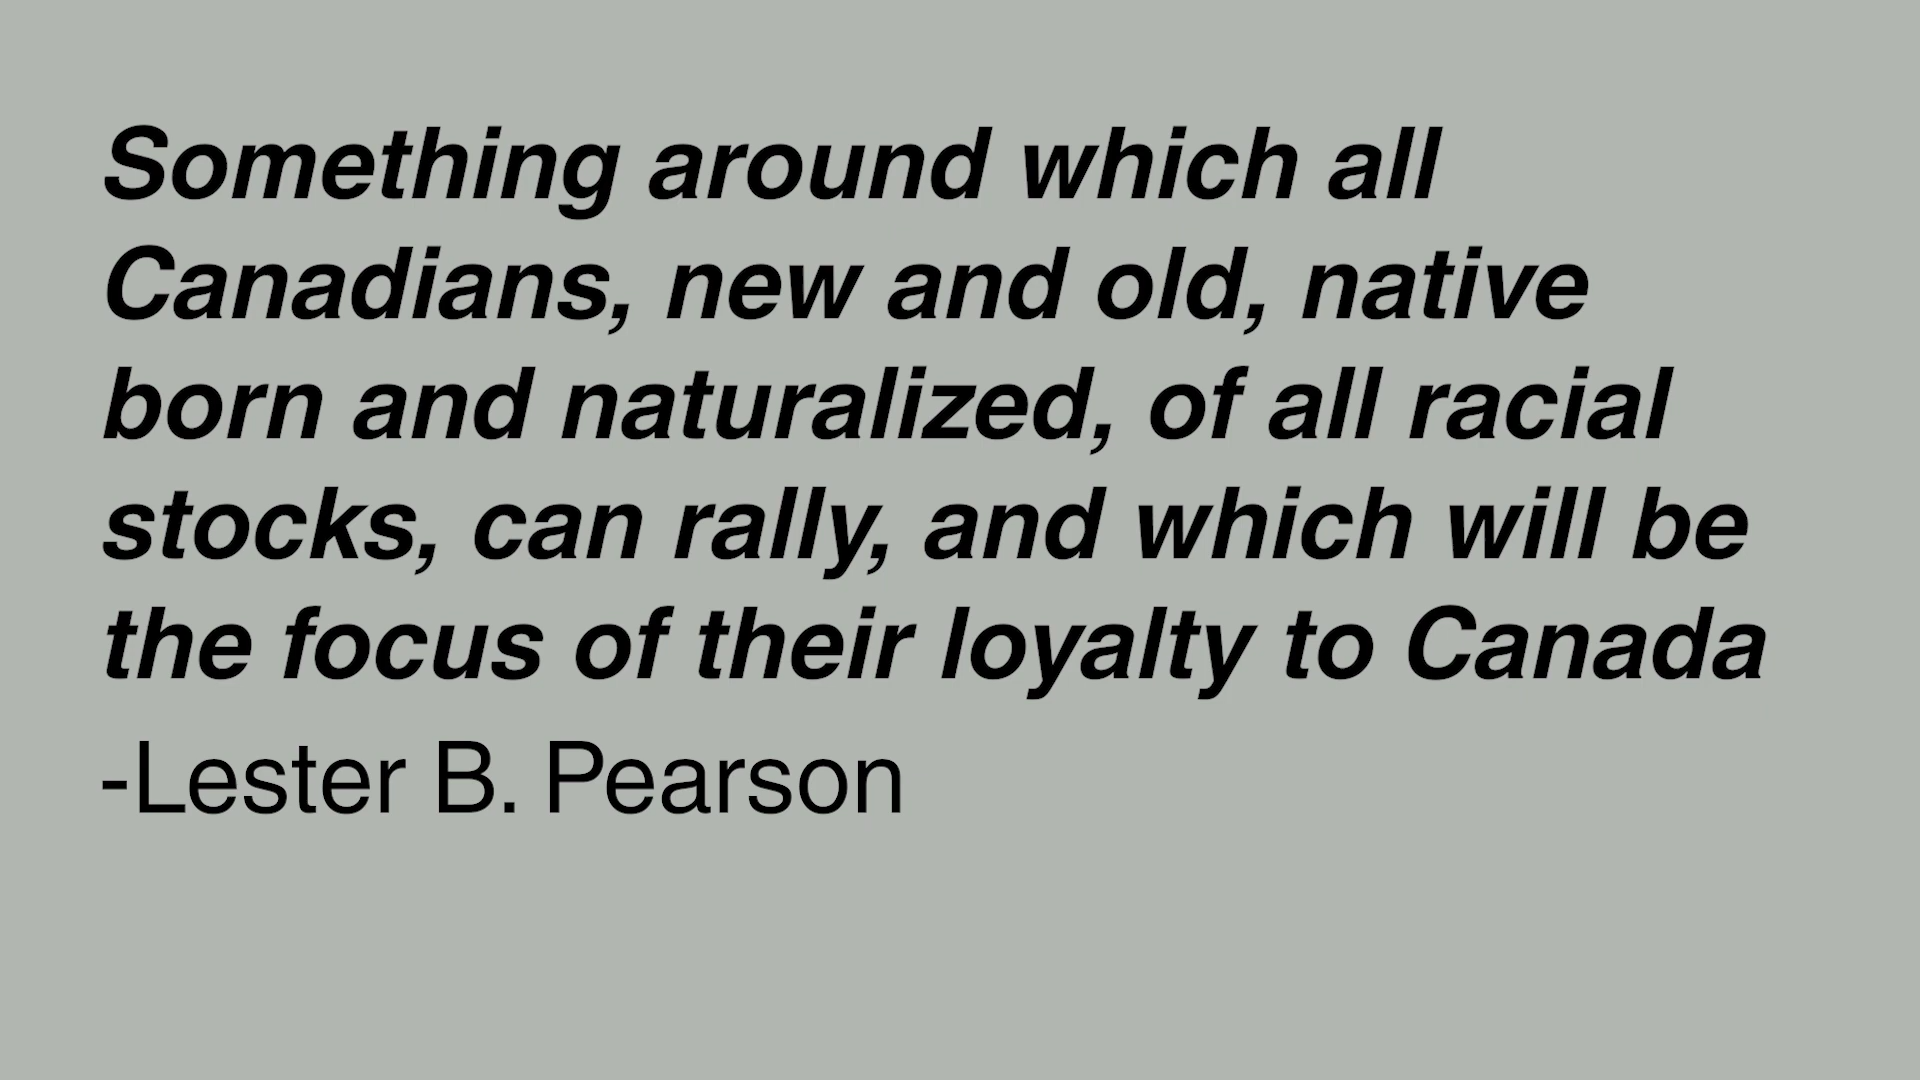 Something around which all
Canadians, new and old, native
born and naturalized, of all racial
stocks, can rally, and which will be
the focus of their loyalty to Canada
-Lester B. Pearson